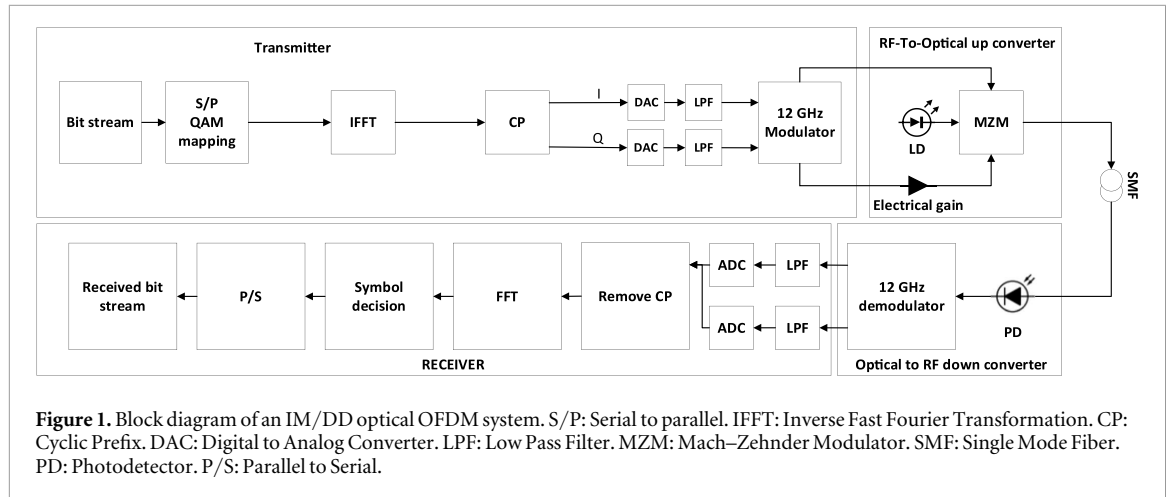 Transmitter
RF-To-Optical up converter
Bit stream
S/P
QAM
mapping
IFFT
CP
I
DAC
LPF
Q
DAC
LPF
12 GHz
Modulator
LD
MZM
Electrical gain
SMF
Received bit
stream
P/S
Symbol
decision
FFT
Remove CP
ADC
LPF
ADC
LPF
12 GHz
demodulator
PD
RECEIVER
Optical to RF down converter
Figure 1. Block diagram of an IM/DD optical OFDM system. S/P: Serial to parallel. IFFT: Inverse Fast Fourier Transformation. CP:
Cyclic Prefix. DAC: Digital to Analog Converter. LPF: Low Pass Filter. MZM: Mach–Zehnder Modulator. SMF: Single Mode Fiber.
PD: Photodetector. P/S: Parallel to Serial.